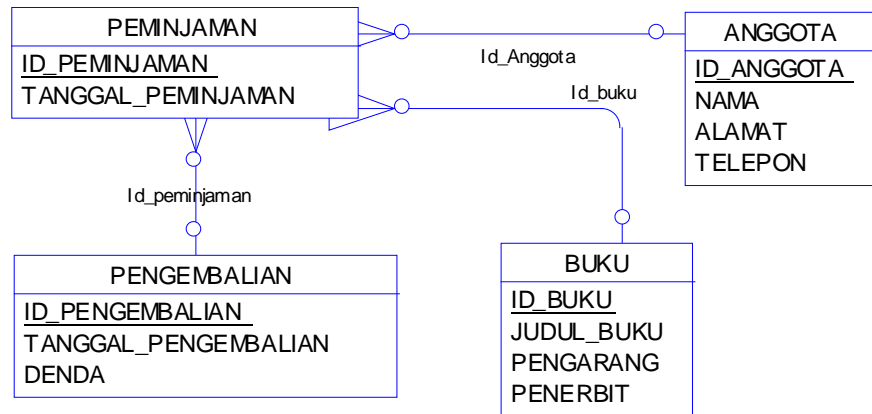 PEMINJAMAN
ID_PEMINJAMAN
TANGGAL_PEMINJAMAN
Id_Anggota
ANGGOTA
ID_ANGGOTA
NAMA
ALAMAT
TELEPON
Id_buku
Id_peminjaman
PENGEMBALIAN
ID_PENGEMBALIAN
TANGGAL_PENGEMBALIAN
DENDA
BUKU
ID_BUKU
JUDUL_BUKU
PENGARANG
PENERBIT